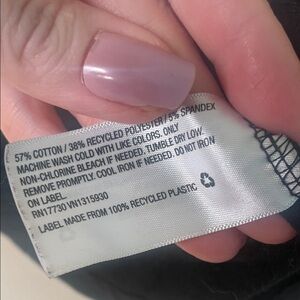 57% COTTON / 38% RECYCLED POLYESTER / 5% SPANDEX
MACHINE WASH COLD WITH LIKE COLORS. ONLY
NON-CHLORINE BLEACH IF NEEDED. TUMBLE DRY LOW.
REMOVE PROMPTLY. COOL IRON IF NEEDED. DO NOT IRON
ON LABEL.
RN17730 VN1315930
LABEL MADE FROM 100% RECYCLED PLASTIC